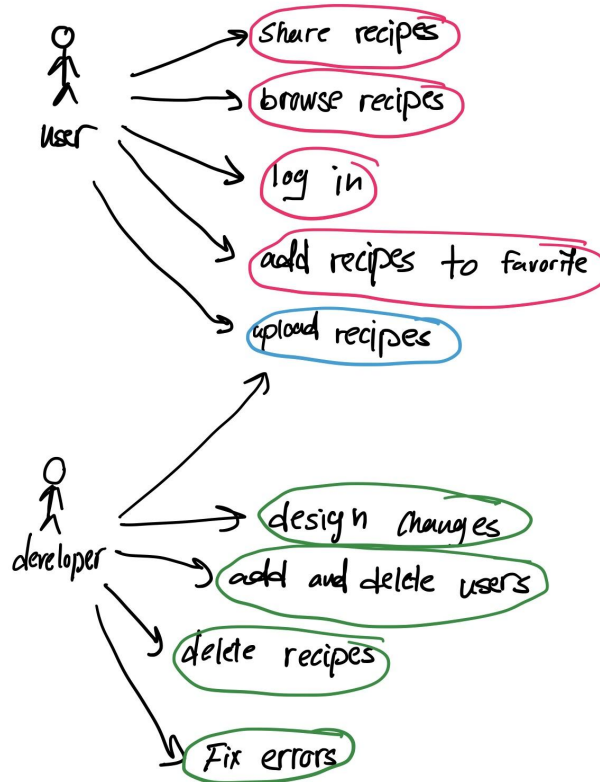 share recipes
browse recipes
user
log in
add recipes to favorite
upload recipes
design changes
developer
add and delete users
delete recipes
Fix errors